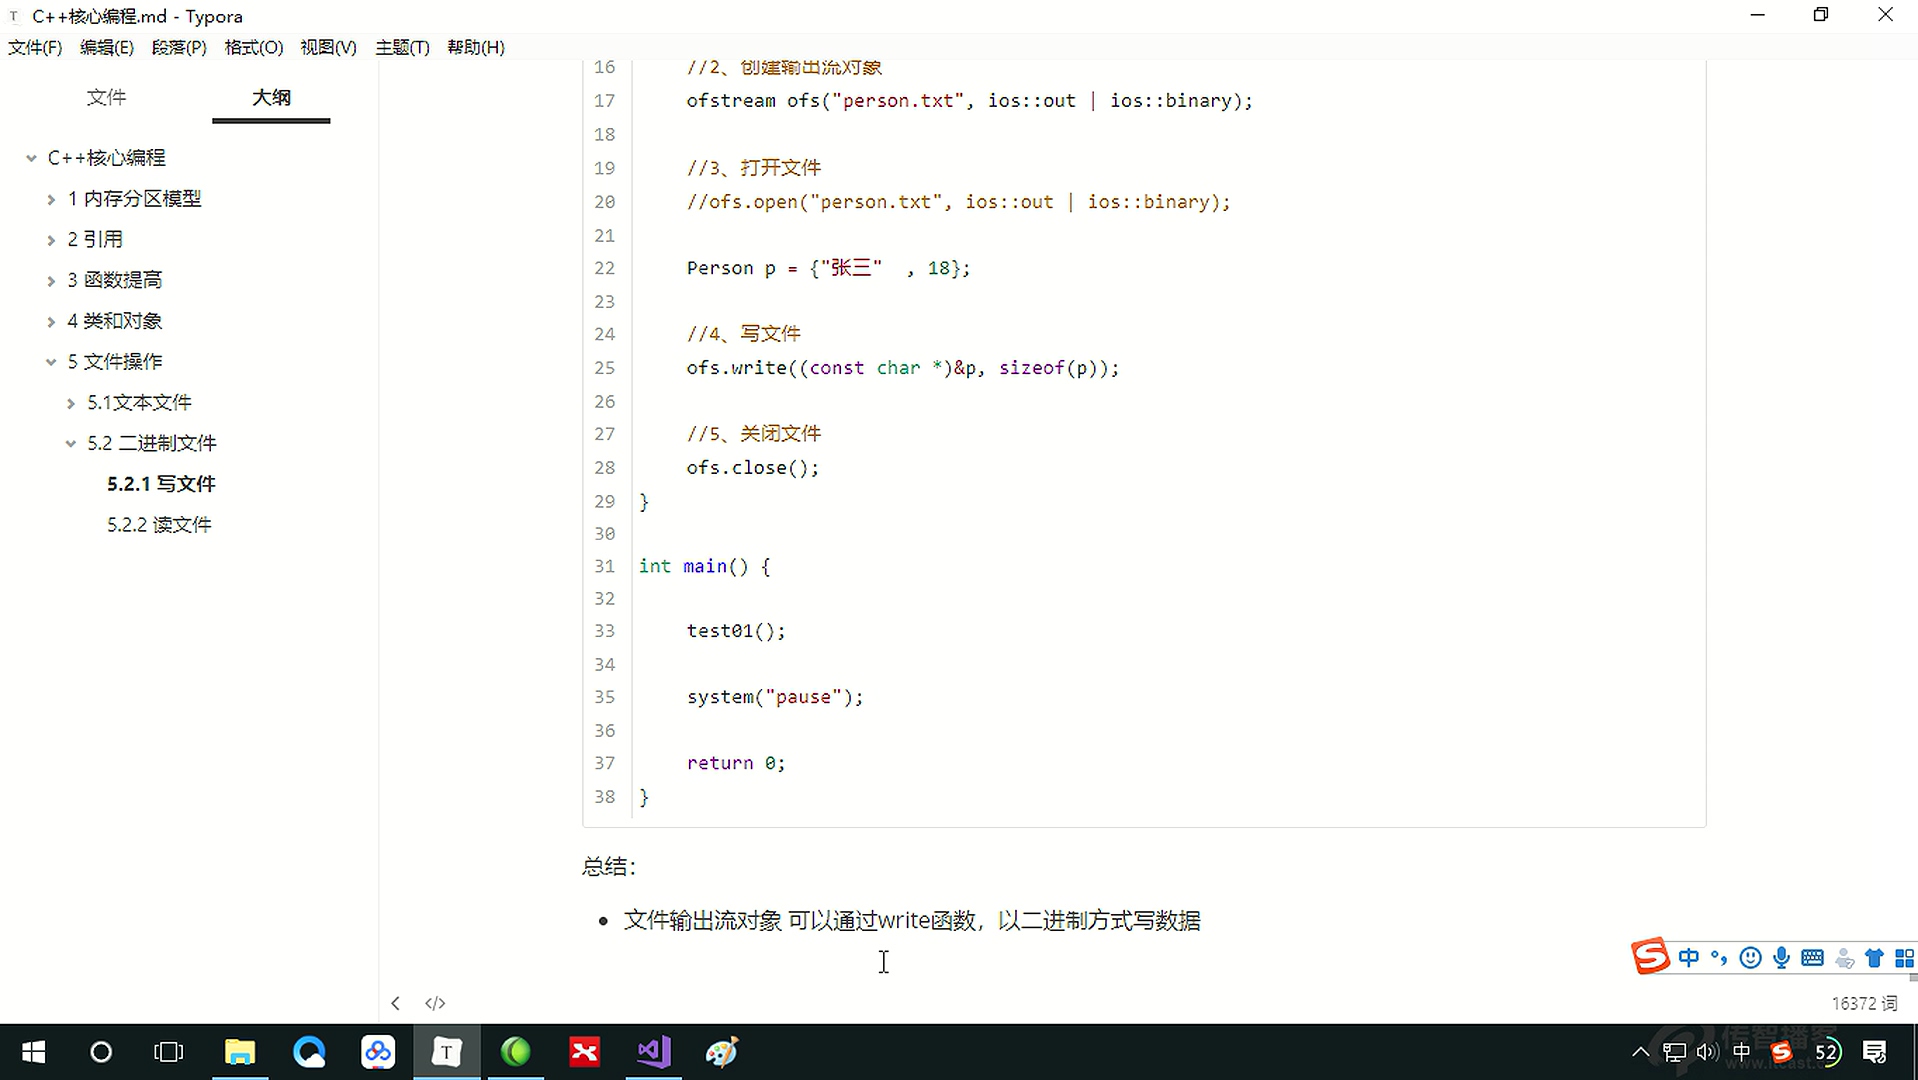 C++核心编程.md - Typora
文件(F) 编辑(E) 段落(P) 格式(O) 视图(V) 主题(T) 帮助(H)
文件 大纲
C++核心编程
1 内存分区模型
2 引用
3 函数提高
4 类和对象
5 文件操作
5.1文本文件
5.2 二进制文件
5.2.1 写文件
5.2.2 读文件
16 //2、创建输出流对象
17 ofstream ofs("person.txt", ios::out | ios::binary);
18
19 //3、打开文件
20 //ofs.open("person.txt", ios::out | ios::binary);
21
22 Person p = {"张三"  , 18};
23
24 //4、写文件
25 ofs.write((const char *)&p, sizeof(p));
26
27 //5、关闭文件
28 ofs.close();
29 }
30
31 int main() {
32
33 test01();
34
35 system("pause");
36
37 return 0;
38 }
总结：
• 文件输出流对象 可以通过write函数，以二进制方式写数据
中
16372 词
中 52
传智播客